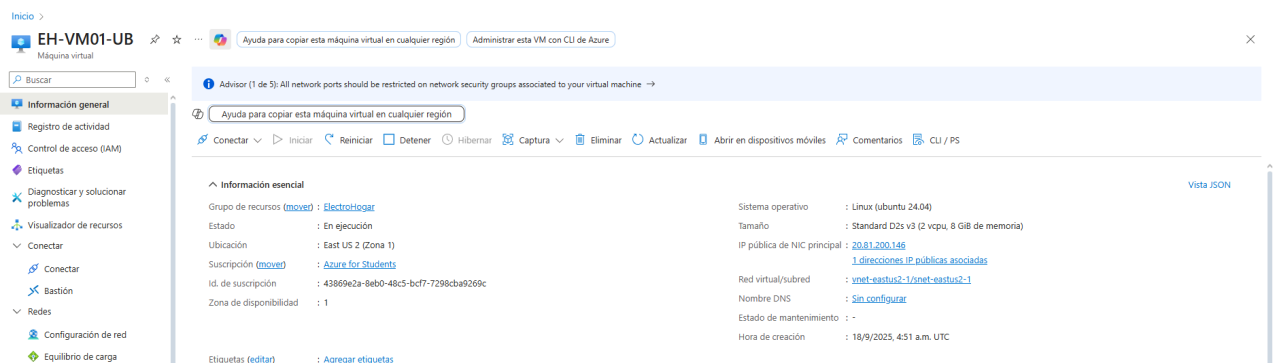 Inicio >
EH-VM01-UB
Máquina virtual
Ayuda para copiar esta máquina virtual en cualquier región
Administrar esta VM con CLI de Azure
Buscar
Información general
Registro de actividad
Control de acceso (IAM)
Etiquetas
Diagnosticar y solucionar
problemas
Visualizador de recursos
Conectar
Conectar
Bastión
Redes
Configuración de red
Equilibrio de carga
Advisor (1 de 5): All network ports should be restricted on network security groups associated to your virtual machine →
Ayuda para copiar esta máquina virtual en cualquier región
Conectar Iniciar Reiniciar Detener Hibernar Captura Eliminar Actualizar Abrir en dispositivos móviles Comentarios CLI / PS
Información esencial
Vista JSON
Grupo de recursos (mover) : ElectroHogar
Estado : En ejecución
Ubicación : East US 2 (Zona 1)
Suscripción (mover) : Azure for Students
Id. de suscripción : 43869e2a-8eb0-48c5-bcf7-7298cba9269c
Zona de disponibilidad : 1
Sistema operativo : Linux (ubuntu 24.04)
Tamaño : Standard D2s v3 (2 vcpu, 8 GiB de memoria)
IP pública de NIC principal : 20.81.200.146
1 direcciones IP públicas asociadas
Red virtual/subred : vnet-eastus2-1/snet-eastus2-1
Nombre DNS : Sin configurar
Estado de mantenimiento : -
Hora de creación : 18/9/2025, 4:51 a.m. UTC
Etiquetas (editar) : Agregar etiquetas